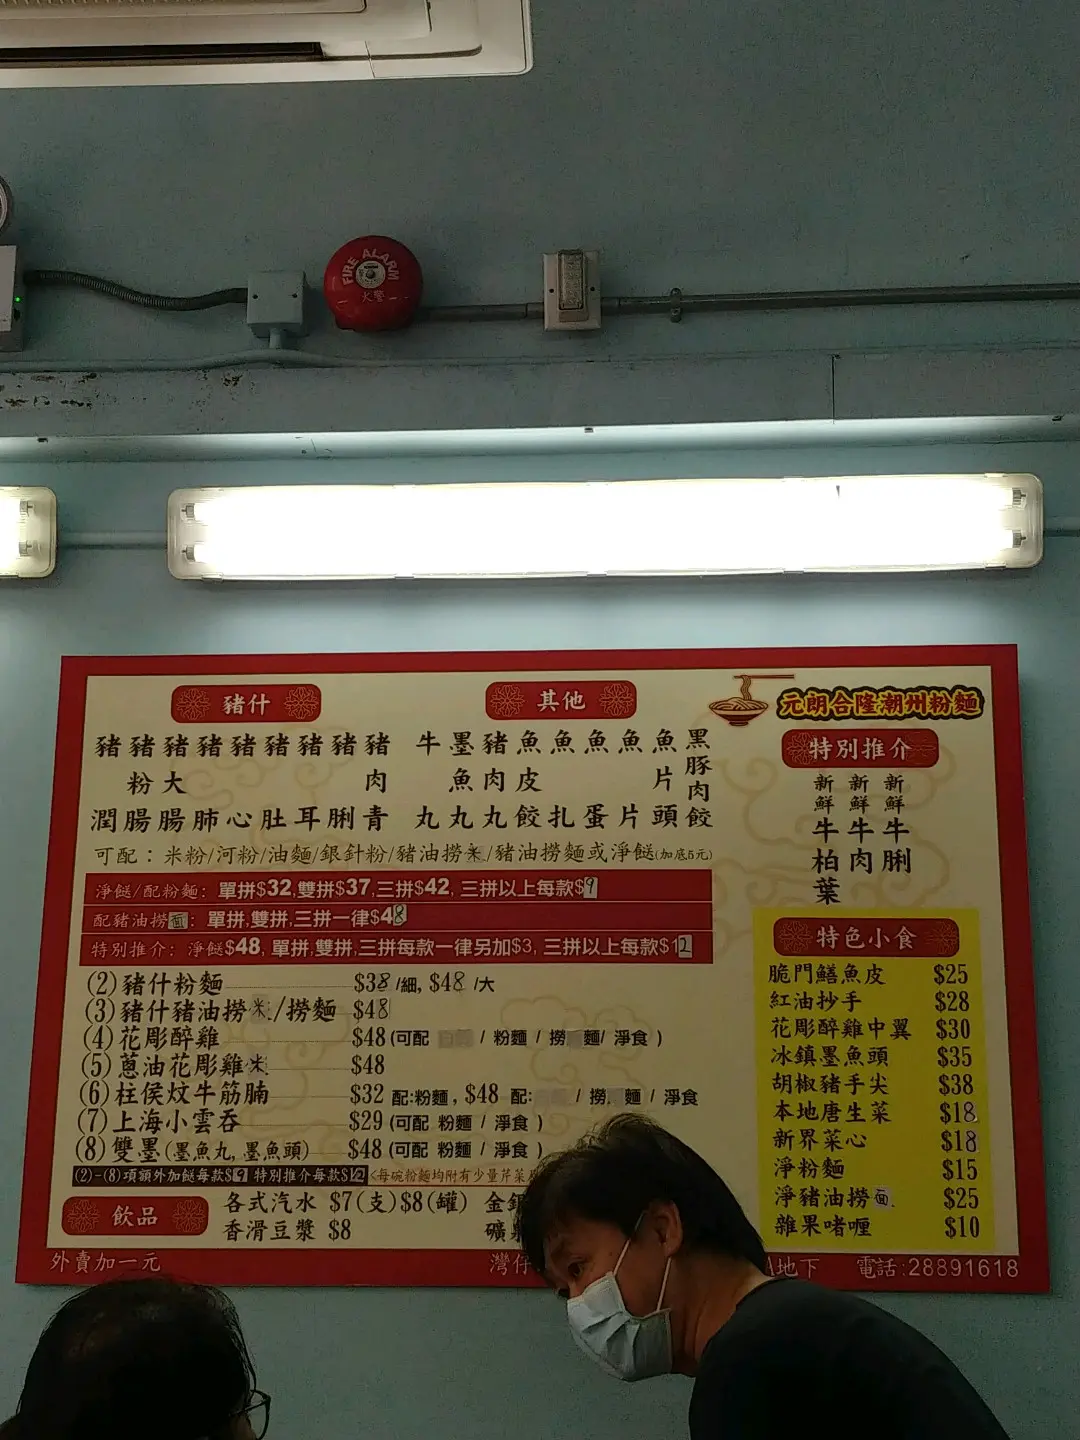 FIRE ALARM
火警
豬什
豬潤
豬粉腸
豬大腸
豬肺
豬心
豬肚
豬耳
豬脷
豬肉青
其他
牛丸
墨魚丸
豬肉丸
魚皮餃
魚扎
魚蛋
魚片
魚片頭
黑豚肉餃
可配：米粉/河粉/油麵/銀針粉/豬油撈米/豬油撈麵或淨餸(加底5元)
淨餸/配粉麵: 單拼$32,雙拼$37,三拼$42, 三拼以上每款$9
配豬油撈面: 單拼,雙拼,三拼一律$48
特別推介: 淨餸$48, 單拼,雙拼,三拼每款一律另加$3, 三拼以上每款$12
(2)豬什粉麵 $38/細, $48/大
(3)豬什豬油撈米/撈麵 $48
(4)花彫醉雞 $48(可配 / 粉麵 / 撈 麵/ 淨食 )
(5)蔥油花彫雞米 $48
(6)柱侯炆牛筋腩 $32 配:粉麵, $48 配: / 撈 麵 / 淨食
(7)上海小雲吞 $29 (可配 粉麵 / 淨食 )
(8)雙墨(墨魚丸,墨魚頭) $48 (可配 粉麵 / 淨食 )
(2)-(8)項額外加餸每款$9 特別推介每款$12 <每碗粉麵均附有少量芹菜
飲品
各式汽水 $7(支)$8(罐) 金銀
香滑豆漿 $8 礦
外賣加一元
灣仔
地下 電話:28891618
元朗合隆潮州粉麵
特別推介
新鮮牛柏葉
新鮮牛肉
新鮮牛脷
特色小食
脆門鱔魚皮 $25
紅油抄手 $28
花彫醉雞中翼 $30
冰鎮墨魚頭 $35
胡椒豬手尖 $38
本地唐生菜 $18
新界菜心 $18
淨粉麵 $15
淨豬油撈面 $25
雜果啫喱 $10